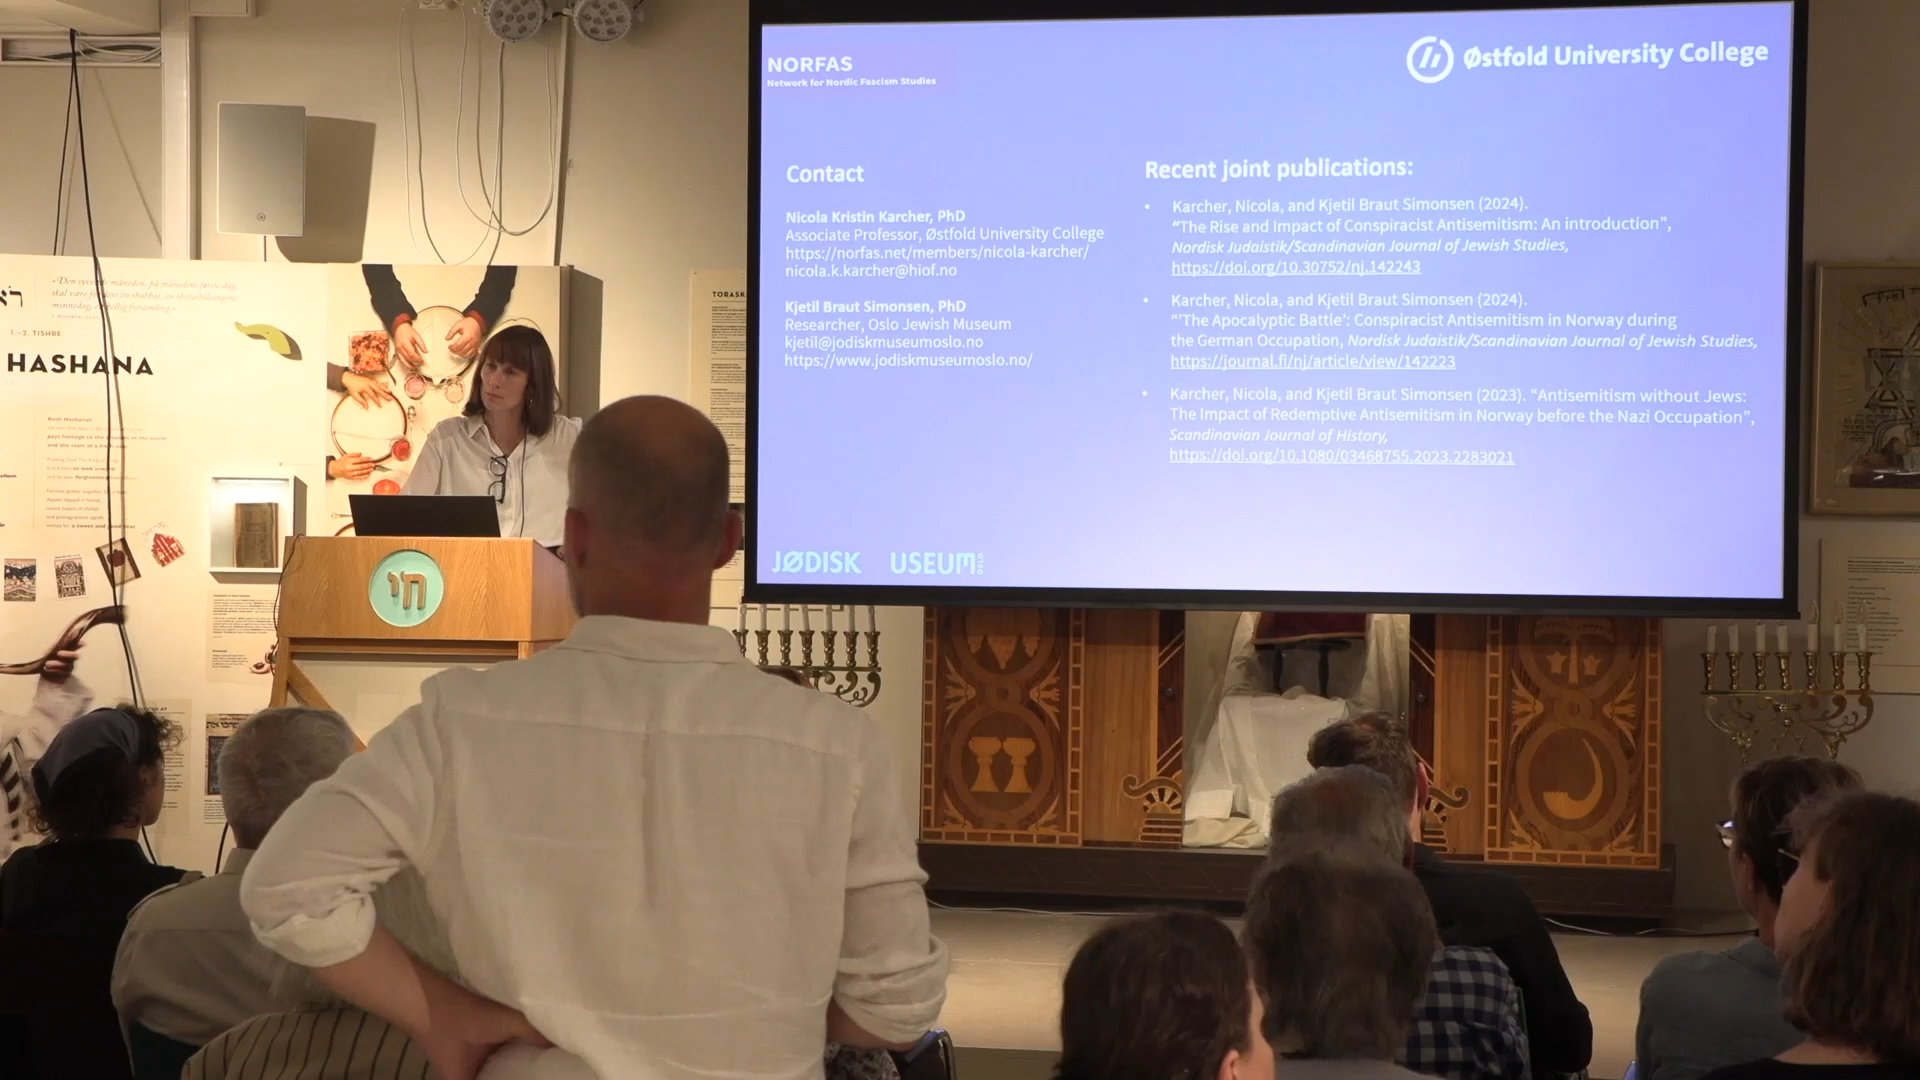 NORFAS
Network for Nordic Fascism Studies
Østfold University College
Contact
Nicola Kristin Karcher, PhD
Associate Professor, Østfold University College
https://norfas.net/members/nicola-karcher/
nicola.k.karcher@hiof.no
Kjetil Braut Simonsen, PhD
Researcher, Oslo Jewish Museum
kjetil@jodiskmuseumoslo.no
https://www.jodiskmuseumoslo.no/
Recent joint publications:
• Karcher, Nicola, and Kjetil Braut Simonsen (2024).
“The Rise and Impact of Conspiracist Antisemitism: An introduction”,
Nordisk Judaistik/Scandinavian Journal of Jewish Studies,
https://doi.org/10.30752/nj.142243
• Karcher, Nicola, and Kjetil Braut Simonsen (2024).
“‘The Apocalyptic Battle’: Conspiracist Antisemitism in Norway during
the German Occupation, Nordisk Judaistik/Scandinavian Journal of Jewish Studies,
https://journal.fi/nj/article/view/142223
• Karcher, Nicola, and Kjetil Braut Simonsen (2023). “Antisemitism without Jews:
The Impact of Redemptive Antisemitism in Norway before the Nazi Occupation”,
Scandinavian Journal of History,
https://doi.org/10.1080/03468755.2023.2283021
JØDISK USEUM OSLO
1.–2. TISHRE
HASHANA
Rosh Hashanah
TORASK
חי